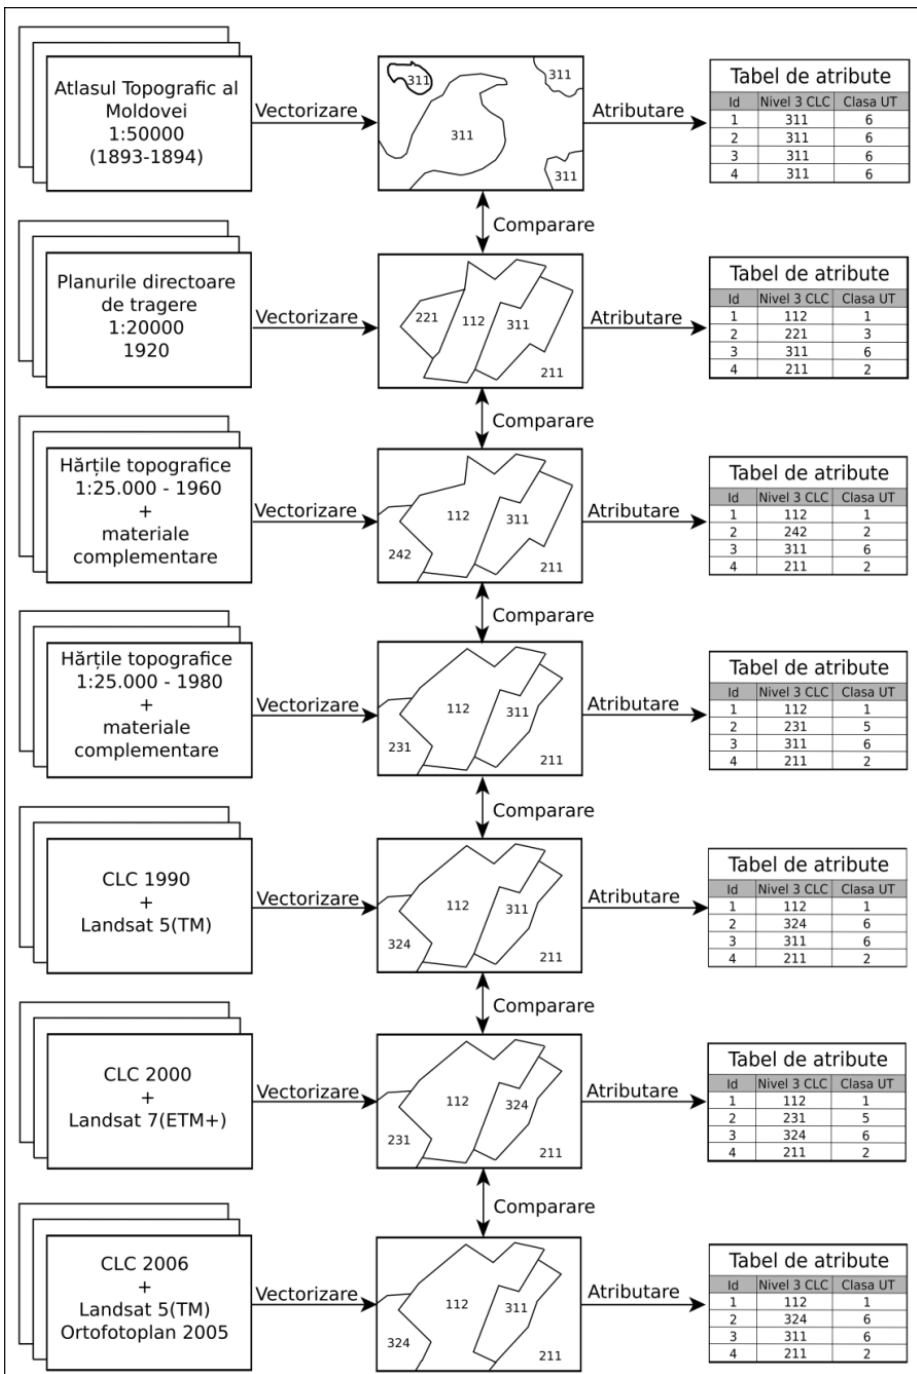 Atlasul Topografic al
Moldovei
1:50000
(1893-1894)
Vectorizare
311
311
311
311
Atributare
Tabel de atribute
Id Nivel 3 CLC Clasa UT
1 311 6
2 311 6
3 311 6
4 311 6
Comparare
Planurile directoare
de tragere
1:20000
1920
Vectorizare
221
112
311
211
Atributare
Tabel de atribute
Id Nivel 3 CLC Clasa UT
1 112 1
2 221 3
3 311 6
4 211 2
Comparare
Hărțile topografice
1:25.000 - 1960
+
materiale
complementare
Vectorizare
112
311
242
211
Atributare
Tabel de atribute
Id Nivel 3 CLC Clasa UT
1 112 1
2 242 2
3 311 6
4 211 2
Comparare
Hărțile topografice
1:25.000 - 1980
+
materiale
complementare
Vectorizare
112
311
231
211
Atributare
Tabel de atribute
Id Nivel 3 CLC Clasa UT
1 112 1
2 231 5
3 311 6
4 211 2
Comparare
CLC 1990
+
Landsat 5(TM)
Vectorizare
112
311
324
211
Atributare
Tabel de atribute
Id Nivel 3 CLC Clasa UT
1 112 1
2 324 6
3 311 6
4 211 2
Comparare
CLC 2000
+
Landsat 7(ETM+)
Vectorizare
112
324
231
211
Atributare
Tabel de atribute
Id Nivel 3 CLC Clasa UT
1 112 1
2 231 5
3 324 6
4 211 2
Comparare
CLC 2006
+
Landsat 5(TM)
Ortofotoplan 2005
Vectorizare
112
311
324
211
Atributare
Tabel de atribute
Id Nivel 3 CLC Clasa UT
1 112 1
2 324 6
3 311 6
4 211 2